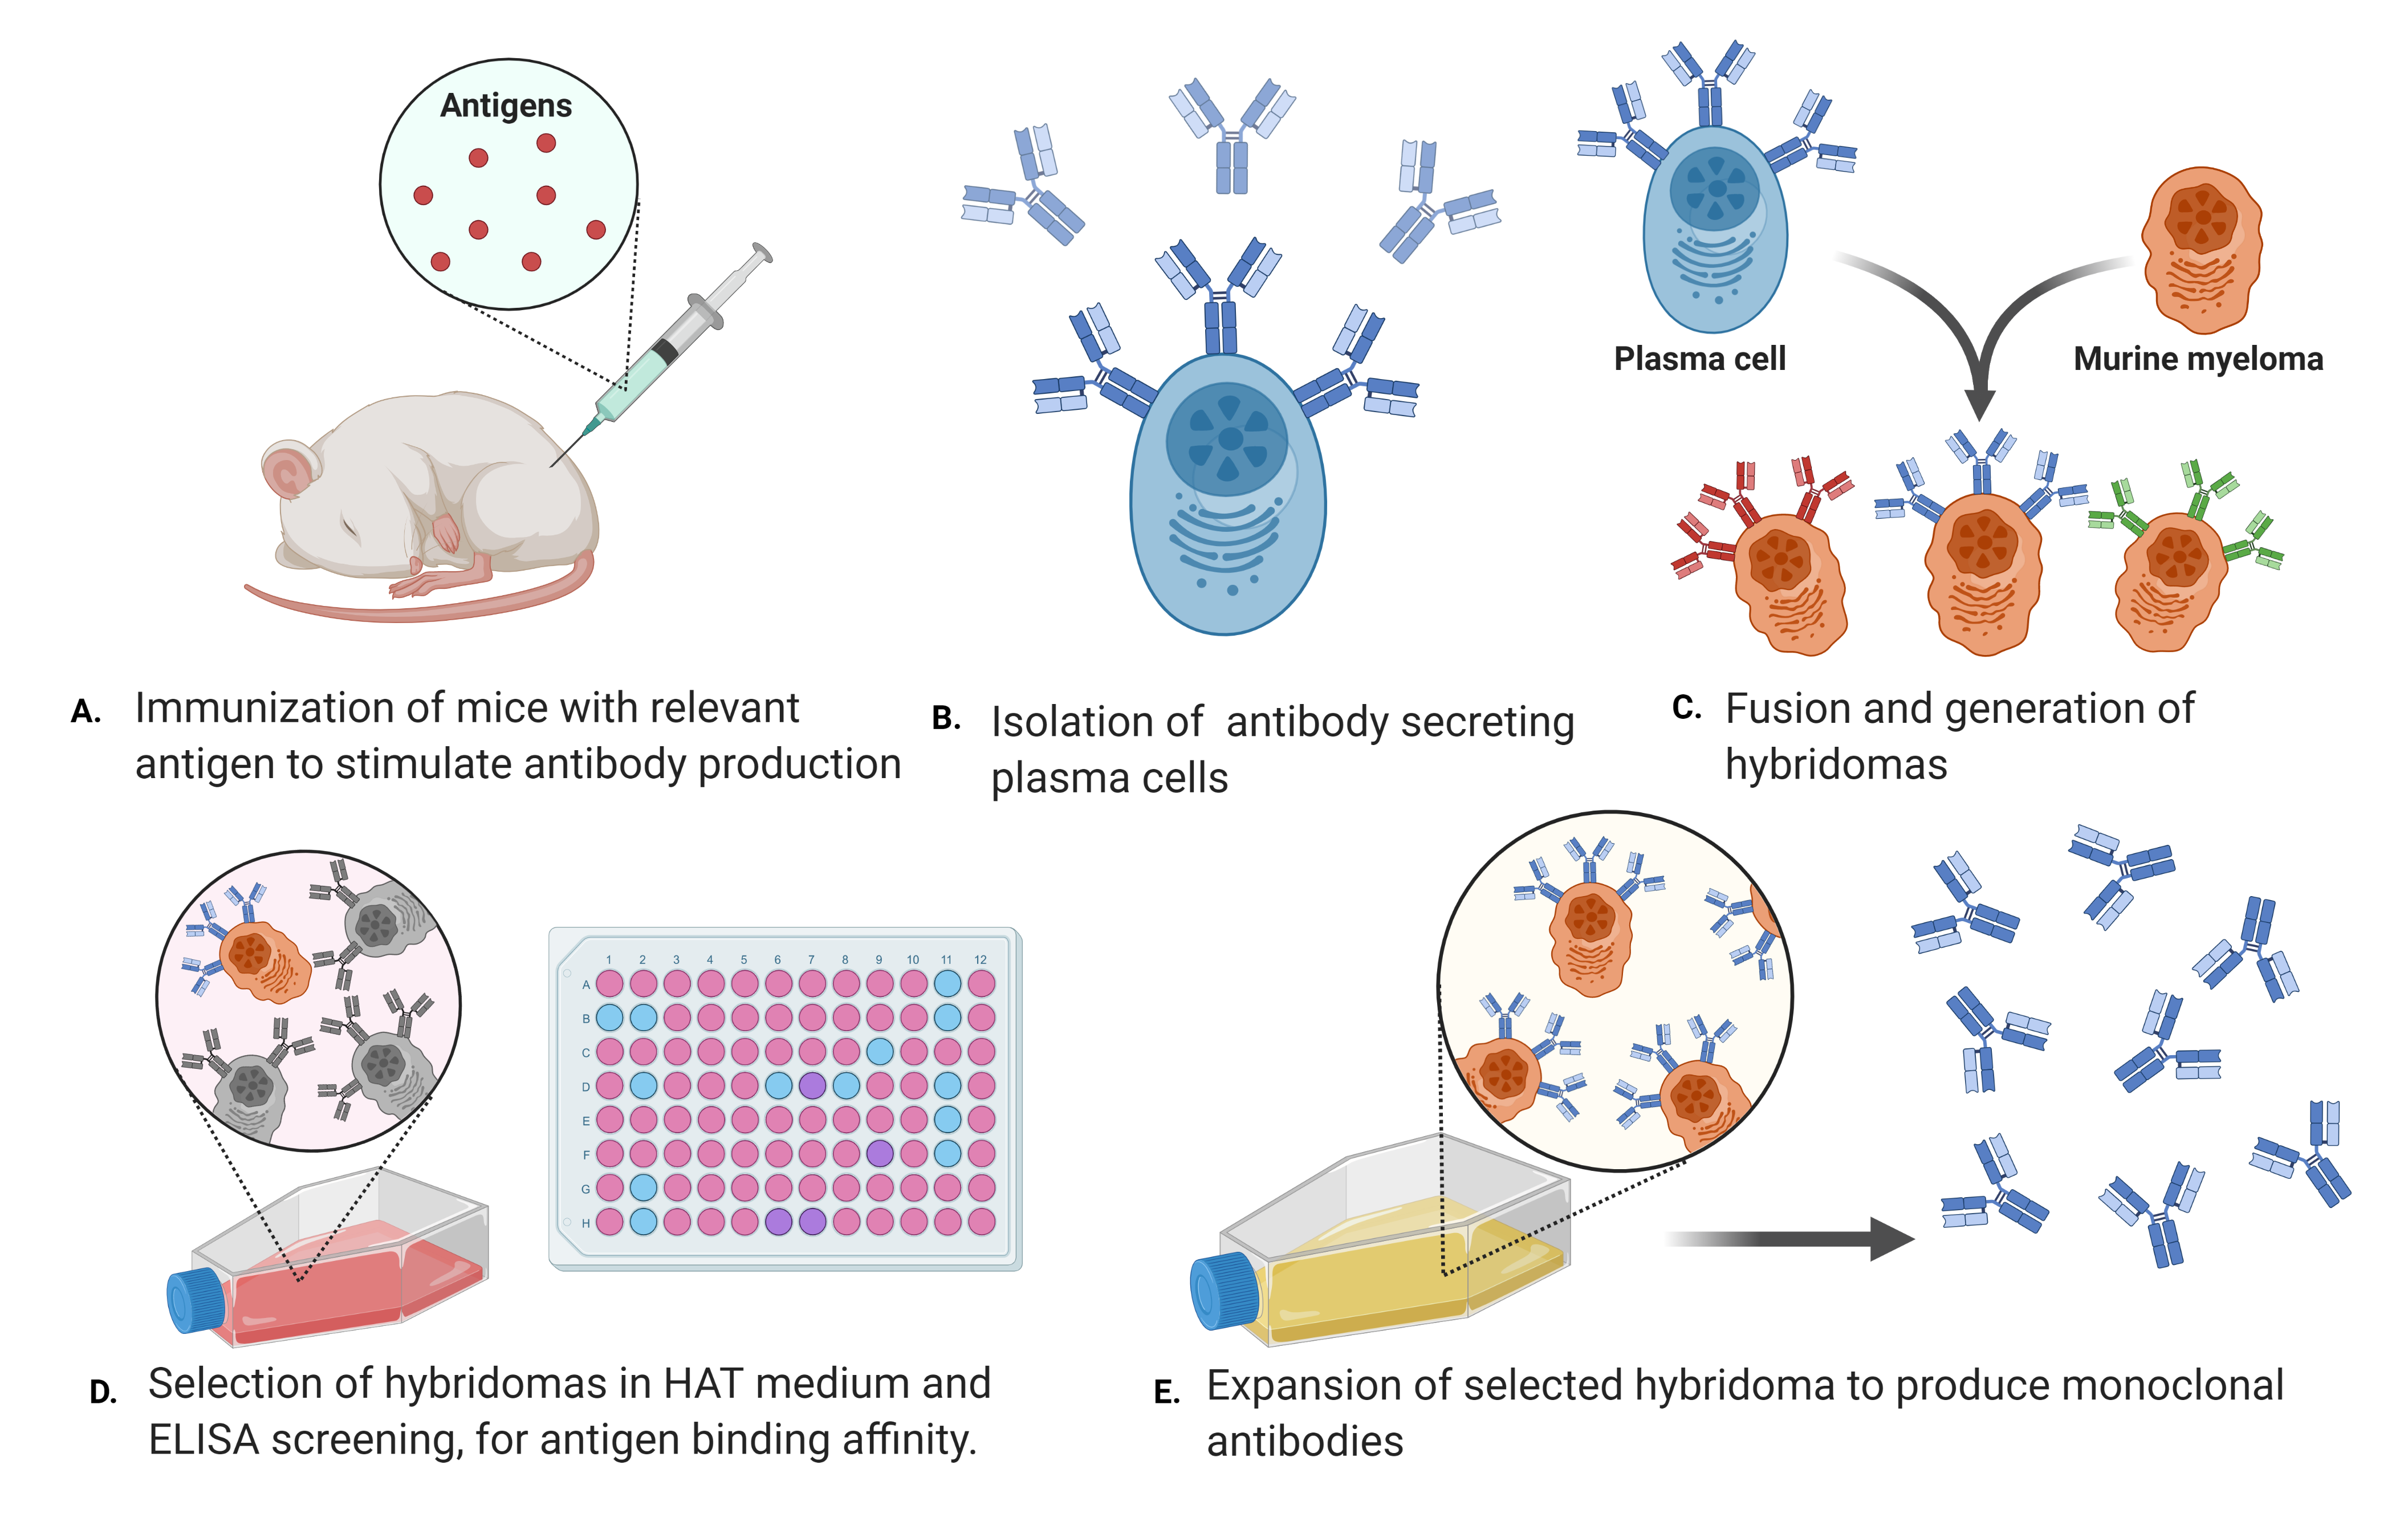 Antigens
Plasma cell
Murine myeloma
A. Immunization of mice with relevant
antigen to stimulate antibody production
B. Isolation of antibody secreting
plasma cells
C. Fusion and generation of
hybridomas
1 2 3 4 5 6 7 8 9 10 11 12
A
B
C
D
E
F
G
H
D. Selection of hybridomas in HAT medium and
ELISA screening, for antigen binding affinity.
E. Expansion of selected hybridoma to produce monoclonal
antibodies